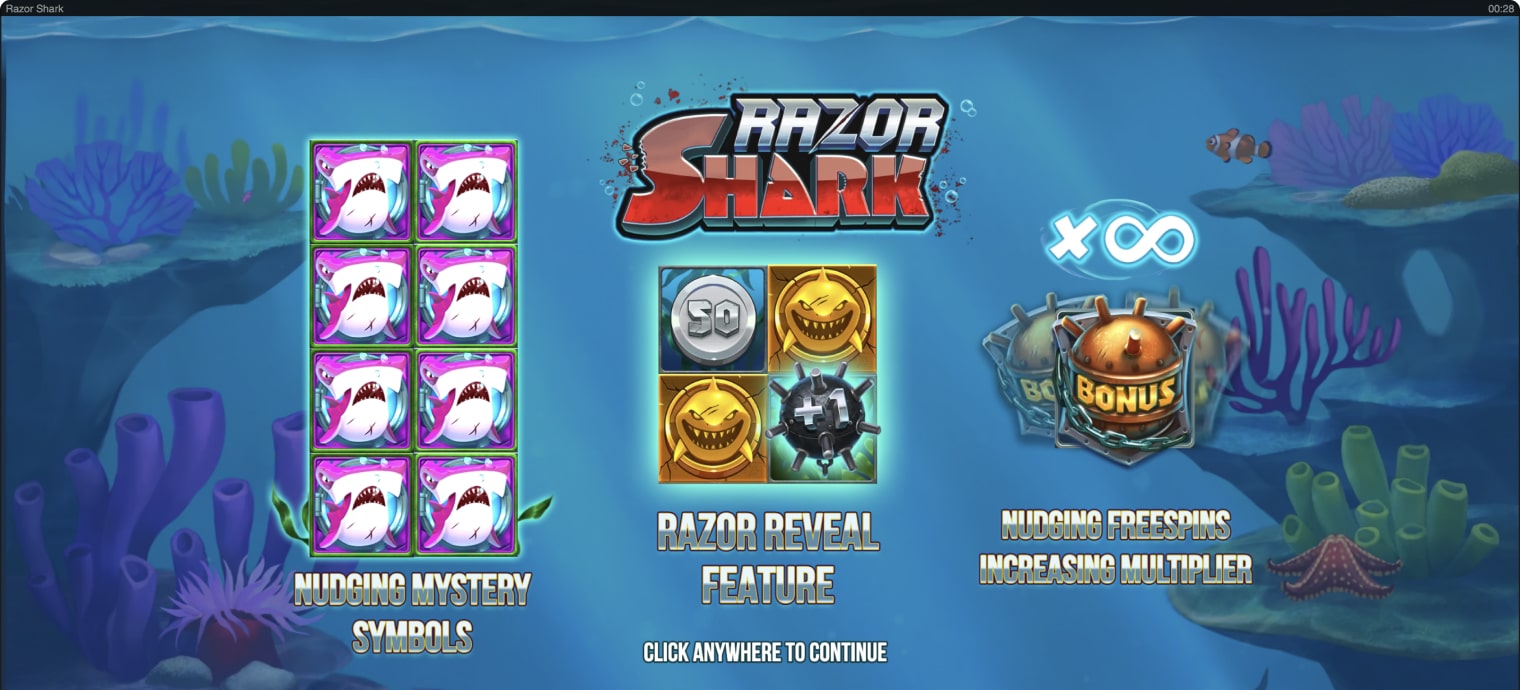 Razor Shark
00:28
RAZOR
SHARK
50
+1
x∞
BONUS
NUDGING MYSTERY
SYMBOLS
RAZOR REVEAL
FEATURE
NUDGING FREESPINS
INCREASING MULTIPLIER
CLICK ANYWHERE TO CONTINUE